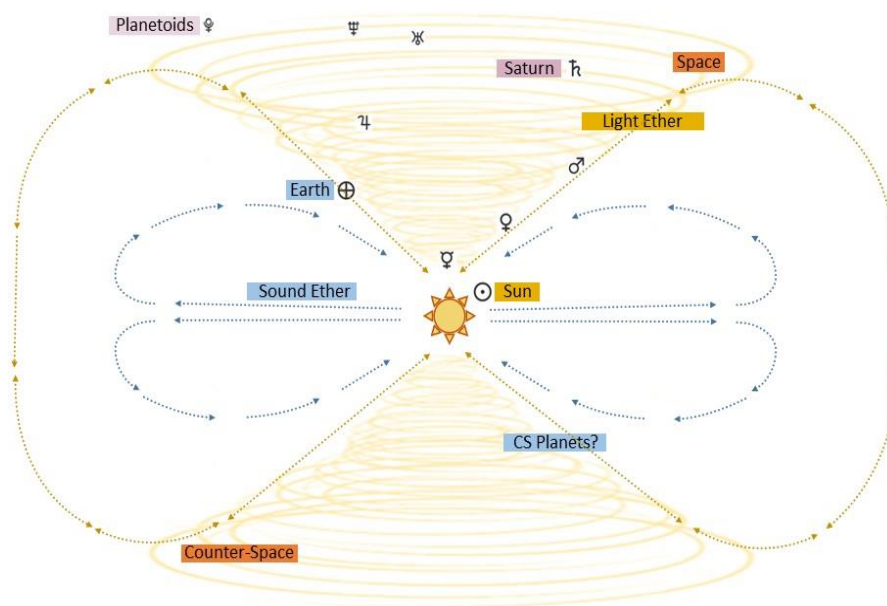 Planetoids ⯓
♆
♅
Saturn ♄
Space
♃
Light Ether
♂
Earth ⊕
♀
☿
Sound Ether
☉ Sun
CS Planets?
Counter-Space